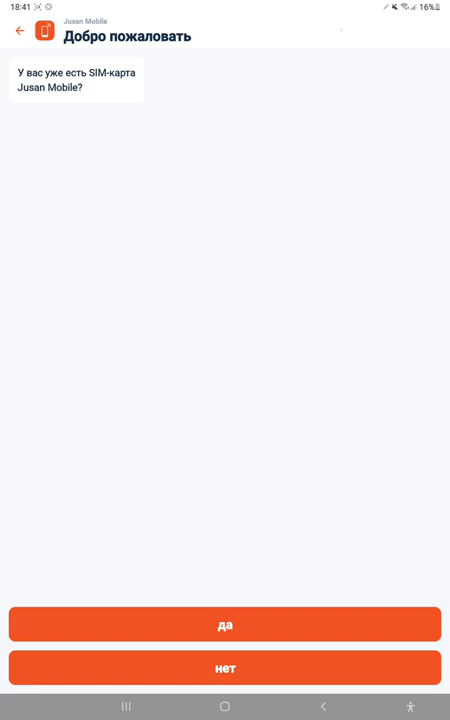 18:41
16%
Jusan Mobile
Добро пожаловать
У вас уже есть SIM-карта
Jusan Mobile?
да
нет